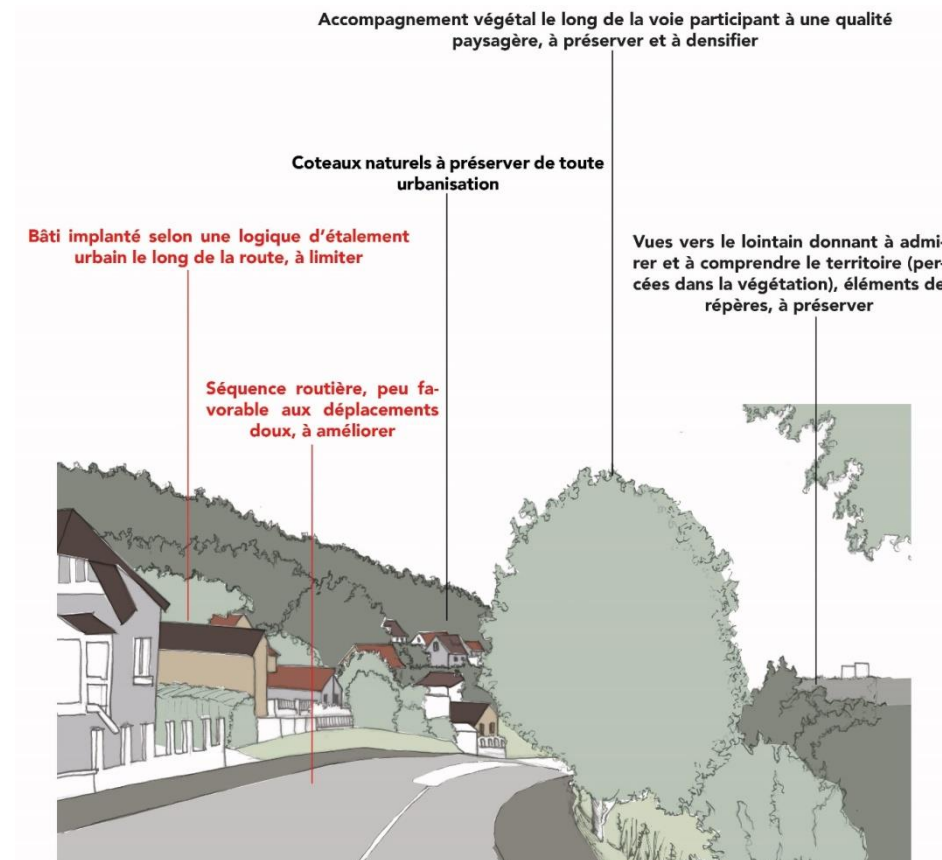 Accompagnement végétal le long de la voie participant à une qualité
paysagère, à préserver et à densifier
Coteaux naturels à préserver de toute
urbanisation
Bâti implanté selon une logique d'étalement
urbain le long de la route, à limiter
Vues vers le lointain donnant à admi-
rer et à comprendre le territoire (per-
cées dans la végétation), éléments de
répères, à préserver
Séquence routière, peu fa-
vorable aux déplacements
doux, à améliorer